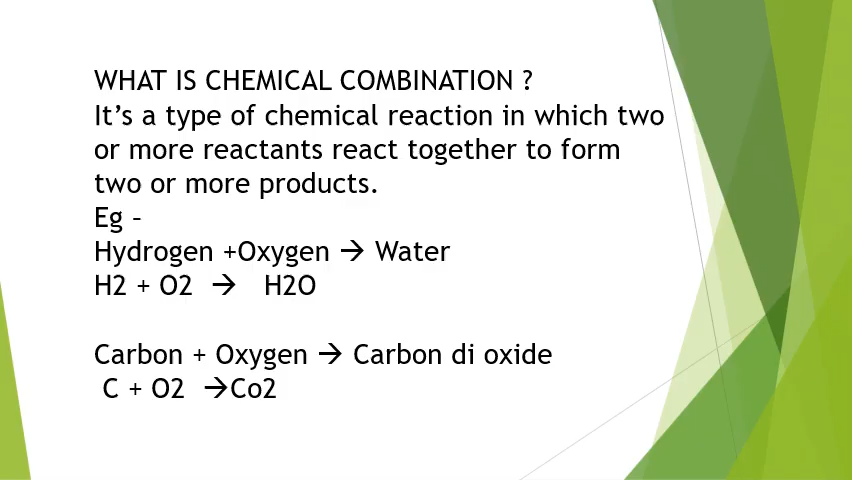 WHAT IS CHEMICAL COMBINATION ?
It’s a type of chemical reaction in which two
or more reactants react together to form
two or more products.
Eg –
Hydrogen +Oxygen → Water
H2 + O2 → H2O
Carbon + Oxygen → Carbon di oxide
C + O2 →Co2